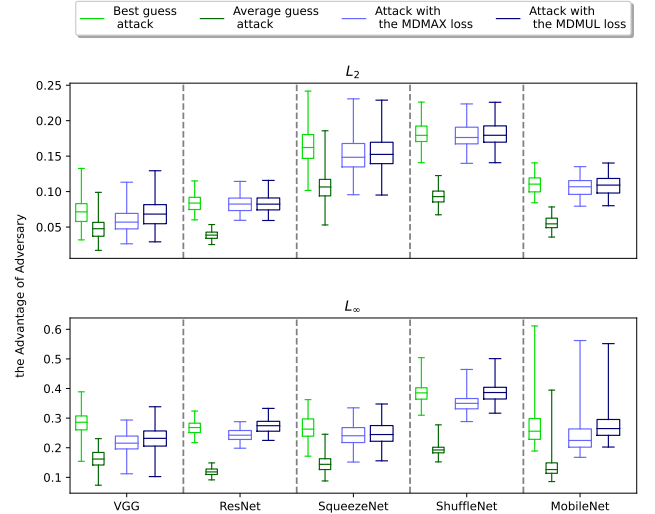 Best guess
attack
Average guess
attack
Attack with
the MDMAX loss
Attack with
the MDMUL loss
L2
0.25
0.20
0.15
0.10
0.05
the Advantage of Adversary
L∞
0.6
0.5
0.4
0.3
0.2
0.1
VGG ResNet SqueezeNet ShuffleNet MobileNet